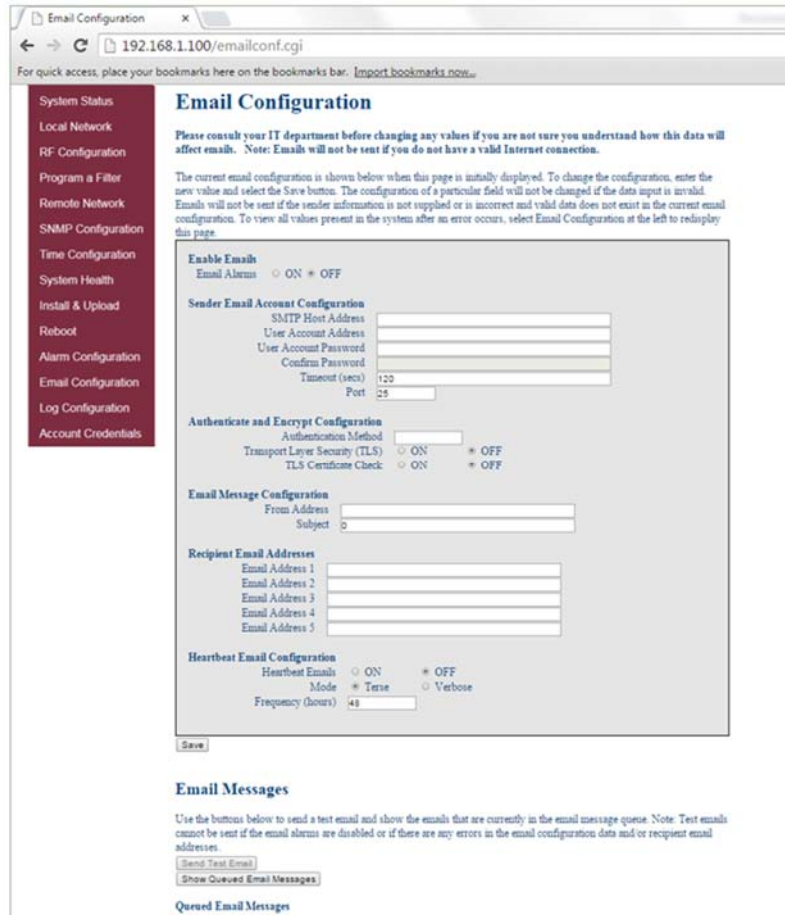 Email Configuration
192.168.1.100/emailconf.cgi
For quick access, place your bookmarks here on the bookmarks bar. Import bookmarks now...
System Status
Local Network
RF Configuration
Program a Filter
Remote Network
SNMP Configuration
Time Configuration
System Health
Install & Upload
Reboot
Alarm Configuration
Email Configuration
Log Configuration
Account Credentials
Email Configuration
Please consult your IT department before changing any values if you are not sure you understand how this data will
affect emails. Note: Emails will not be sent if you do not have a valid Internet connection.
The current email configuration is shown below when this page is initially displayed. To change the configuration, enter the
new value and select the Save button. The configuration of a particular field will not be changed if the data input is invalid.
Emails will not be sent if the sender information is not supplied or is incorrect and valid data does not exist in the current email
configuration. To view all values present in the system after an error occurs, select Email Configuration at the left to redisplay
this page.
Enable Emails
Email Alarms ON OFF
Sender Email Account Configuration
SMTP Host Address
User Account Address
User Account Password
Confirm Password
Timeout (secs) 120
Port 25
Authenticate and Encrypt Configuration
Authentication Method
Transport Layer Security (TLS) ON OFF
TLS Certificate Check ON OFF
Email Message Configuration
From Address
Subject 0
Recipient Email Addresses
Email Address 1
Email Address 2
Email Address 3
Email Address 4
Email Address 5
Heartbeat Email Configuration
Heartbeat Emails ON OFF
Mode Terse Verbose
Frequency (hours) 48
Save
Email Messages
Use the buttons below to send a test email and show the emails that are currently in the email message queue. Note: Test emails
cannot be sent if the email alarms are disabled or if there are any errors in the email configuration data and/or recipient email
addresses.
Send Test Email
Show Queued Email Messages
Queued Email Messages